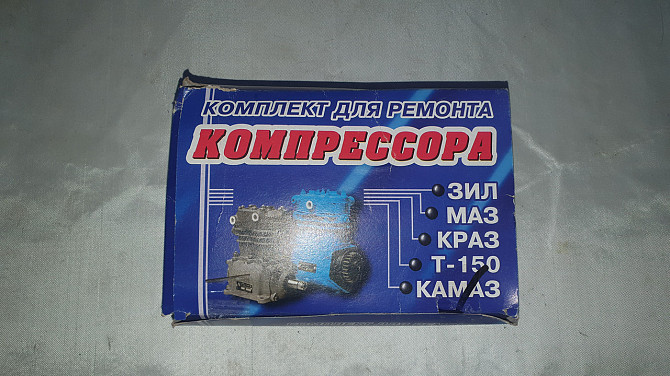 КОМПЛЕКТ ДЛЯ РЕМОНТА
КОМПРЕССОРА
ЗИЛ
МАЗ
КРАЗ
Т-150
КАМАЗ